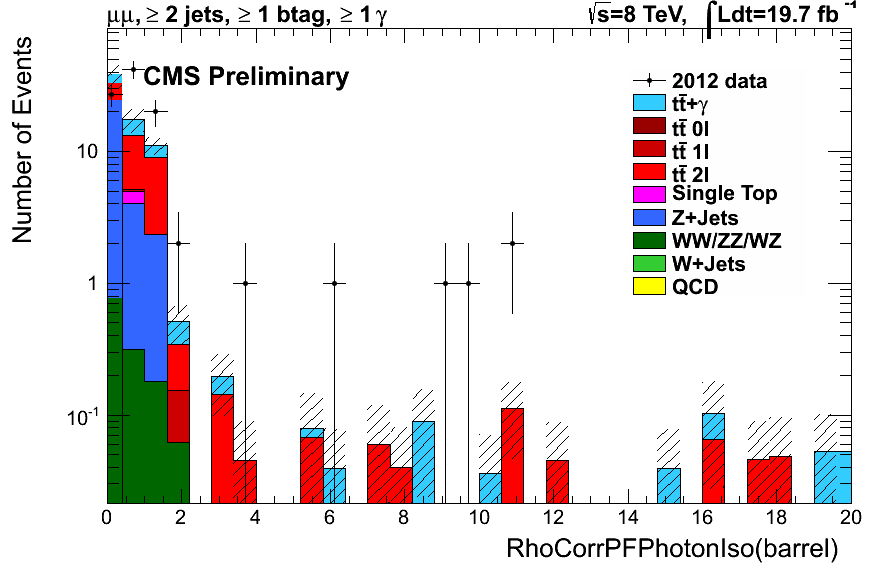 μμ, ≥ 2 jets, ≥ 1 btag, ≥ 1 γ √s=8 TeV, ∫Ldt=19.7 fb⁻¹
CMS Preliminary
2012 data
tt̄+γ
tt̄ 0l
tt̄ 1l
tt̄ 2l
Single Top
Z+Jets
WW/ZZ/WZ
W+Jets
QCD
Number of Events
10
1
10⁻¹
0 2 4 6 8 10 12 14 16 18 20
RhoCorrPFPhotonIso(barrel)